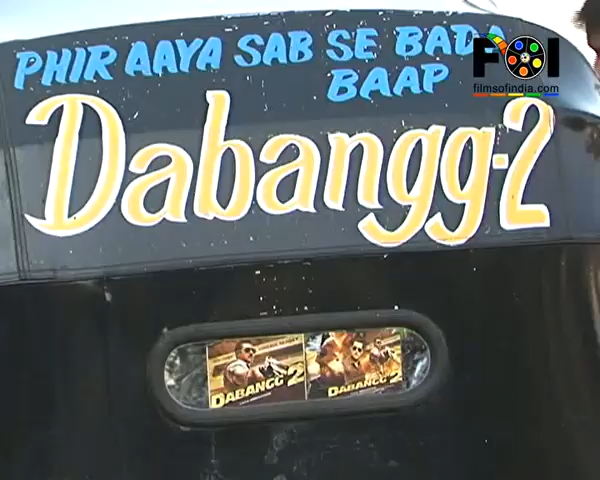 PHIR AAYA SAB SE BADA
BAAP
FOI
filmsofindia.com
Dabangg-2
DABANGG 2
DABANGG 2